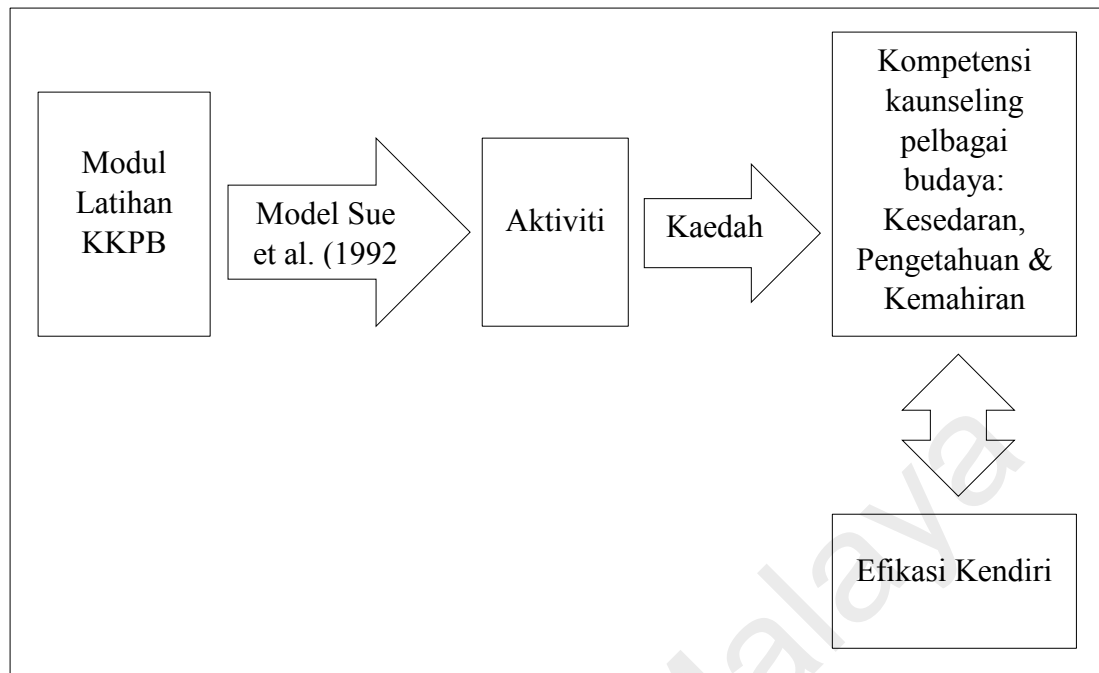 Modul
Latihan
KKPB
Model Sue
et al. (1992
Aktiviti
Kaedah
Kompetensi
kaunseling
pelbagai
budaya:
Kesedaran,
Pengetahuan &
Kemahiran
Efikasi Kendiri
Malaya